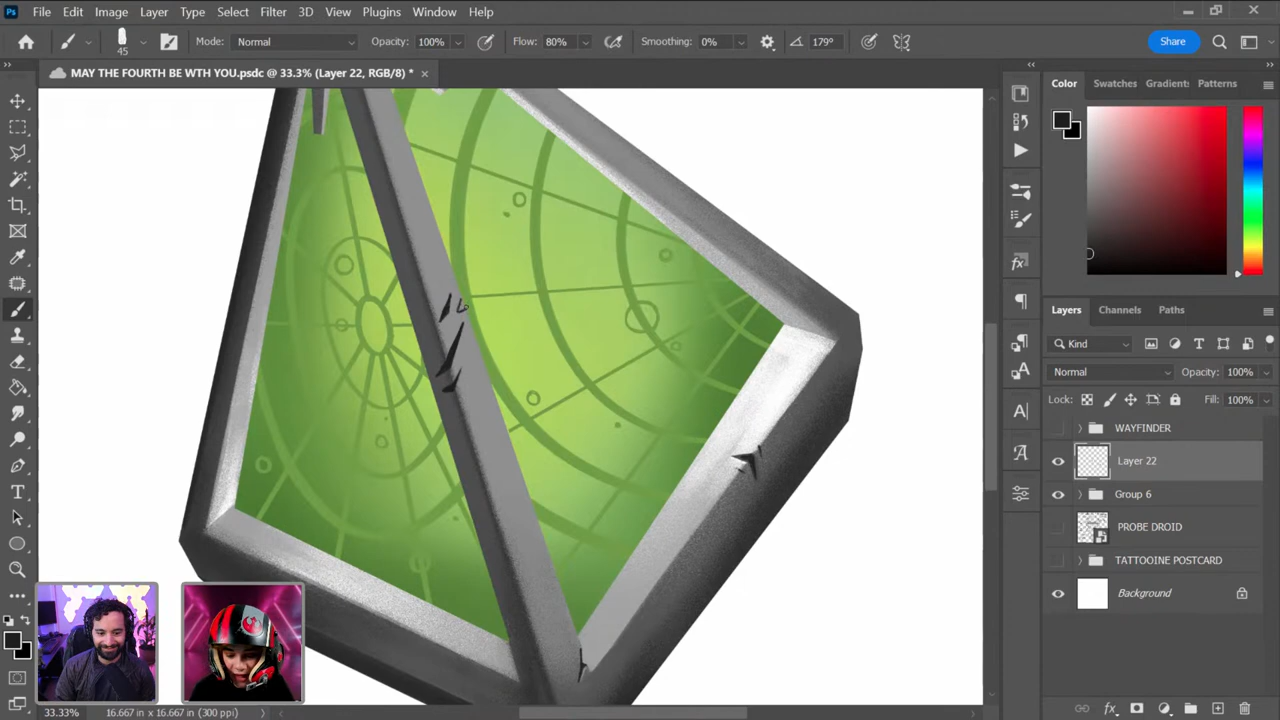 Ps File Edit Image Layer Type Select Filter 3D View Plugins Window Help
45 Mode: Normal Opacity: 100% Flow: 80% Smoothing: 0% 179° Share
MAY THE FOURTH BE WTH YOU.psdc @ 33.3% (Layer 22, RGB/8) *
Color Swatches Gradient: Patterns
Layers Channels Paths
Kind
Normal Opacity: 100%
Lock: Fill: 100%
WAYFINDER
Layer 22
Group 6
PROBE DROID
TATTOOINE POSTCARD
Background
33.33% 16.667 in x 16.667 in (300 ppi)